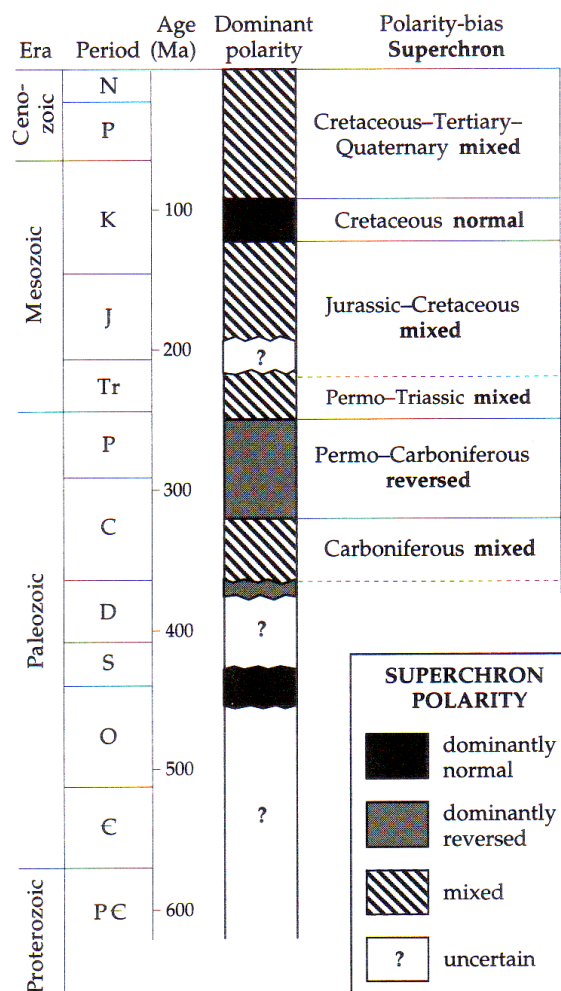 Era
Period
Age
(Ma)
Dominant
polarity
Polarity-bias
Superchron
Ceno-
zoic
Mesozoic
Paleozoic
Proterozoic
N
P
K
J
Tr
P
C
D
S
O
Є
PЄ
100
200
300
400
500
600
?
?
?
Cretaceous–Tertiary–
Quaternary mixed
Cretaceous normal
Jurassic–Cretaceous
mixed
Permo–Triassic mixed
Permo–Carboniferous
reversed
Carboniferous mixed
SUPERCHRON
POLARITY
dominantly
normal
dominantly
reversed
mixed
? uncertain